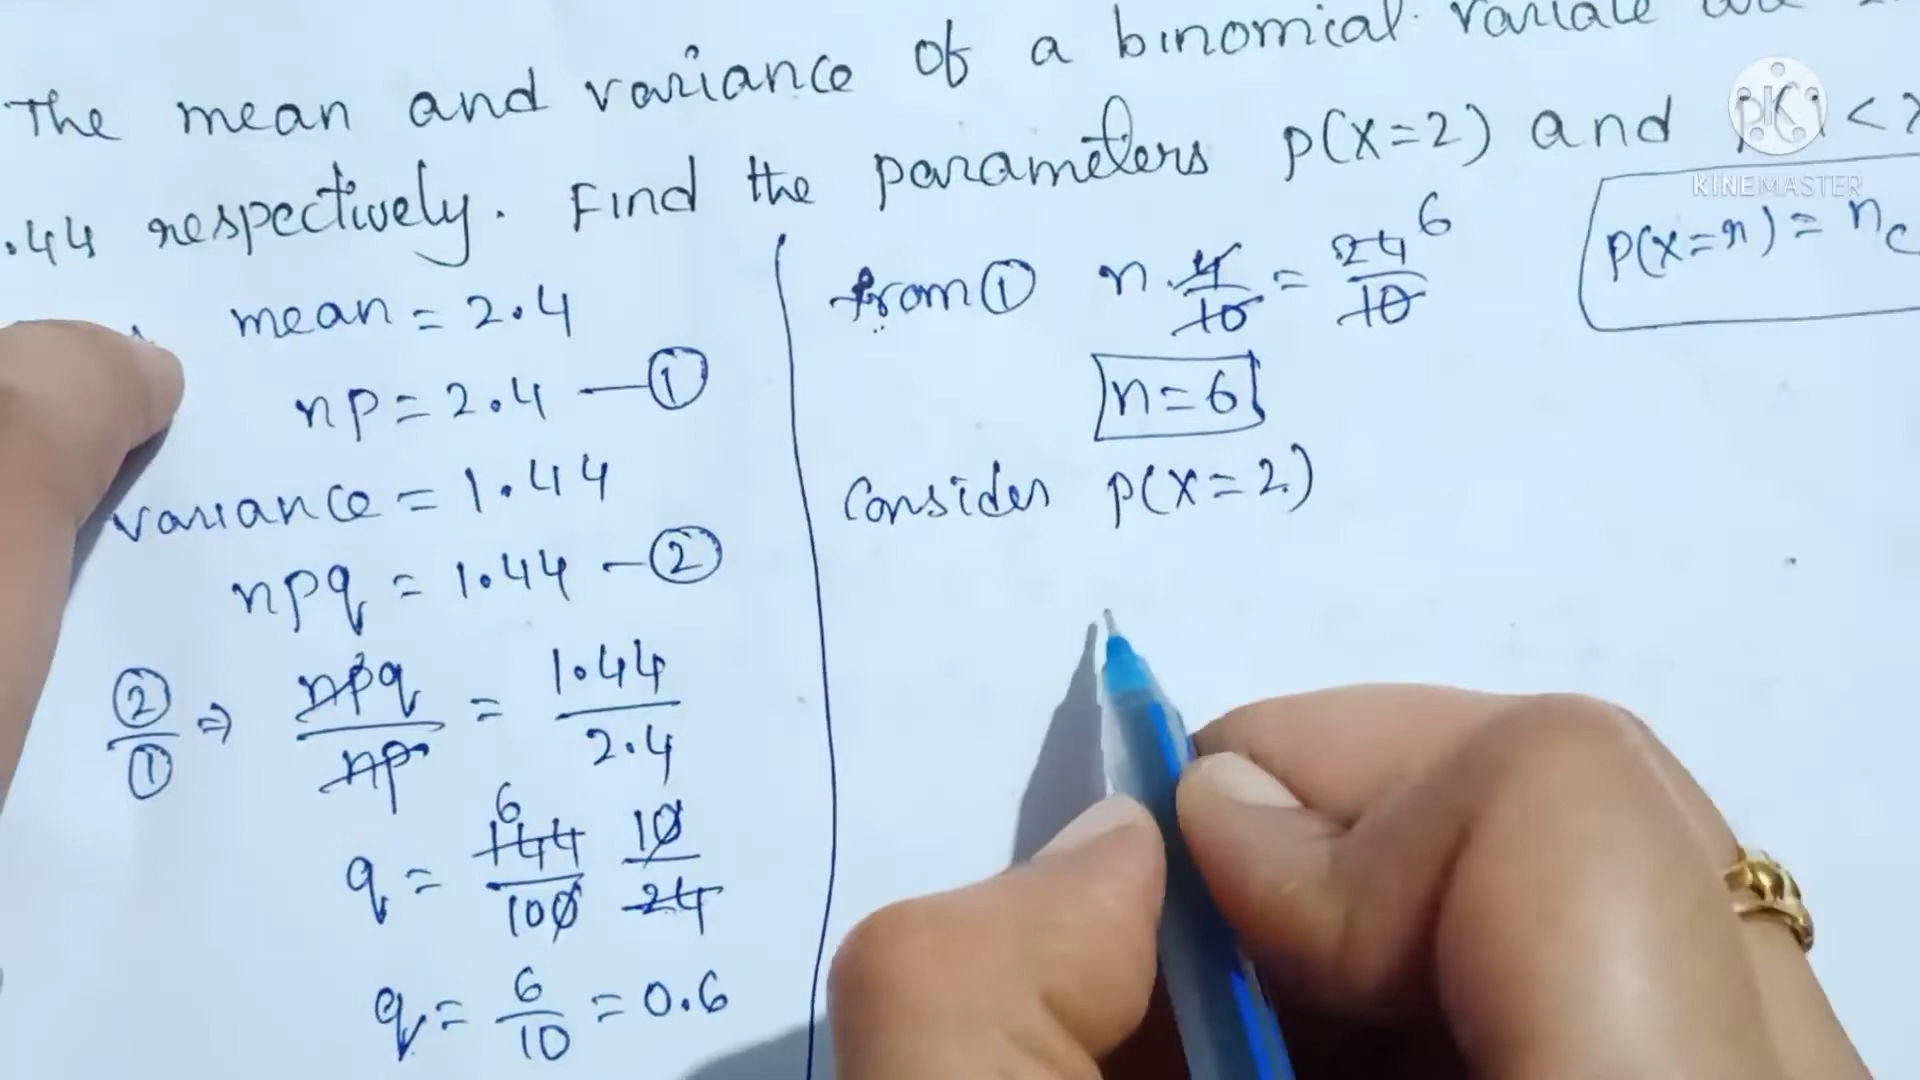 The mean and variance of a binomial variate are
.44 respectively. Find the parameters p(x=2) and p(1<x
mean = 2.4
np = 2.4 — ①
variance = 1.44
npq = 1.44 — ②
②/① ⇒ npq/np = 1.44/2.4
q = 6 144/100 10/24
q = 6/10 = 0.6
from ① n. 4/10 = 24/10 6
n = 6
Consider p(x=2)
p(x=x) = nc
KINEMASTER